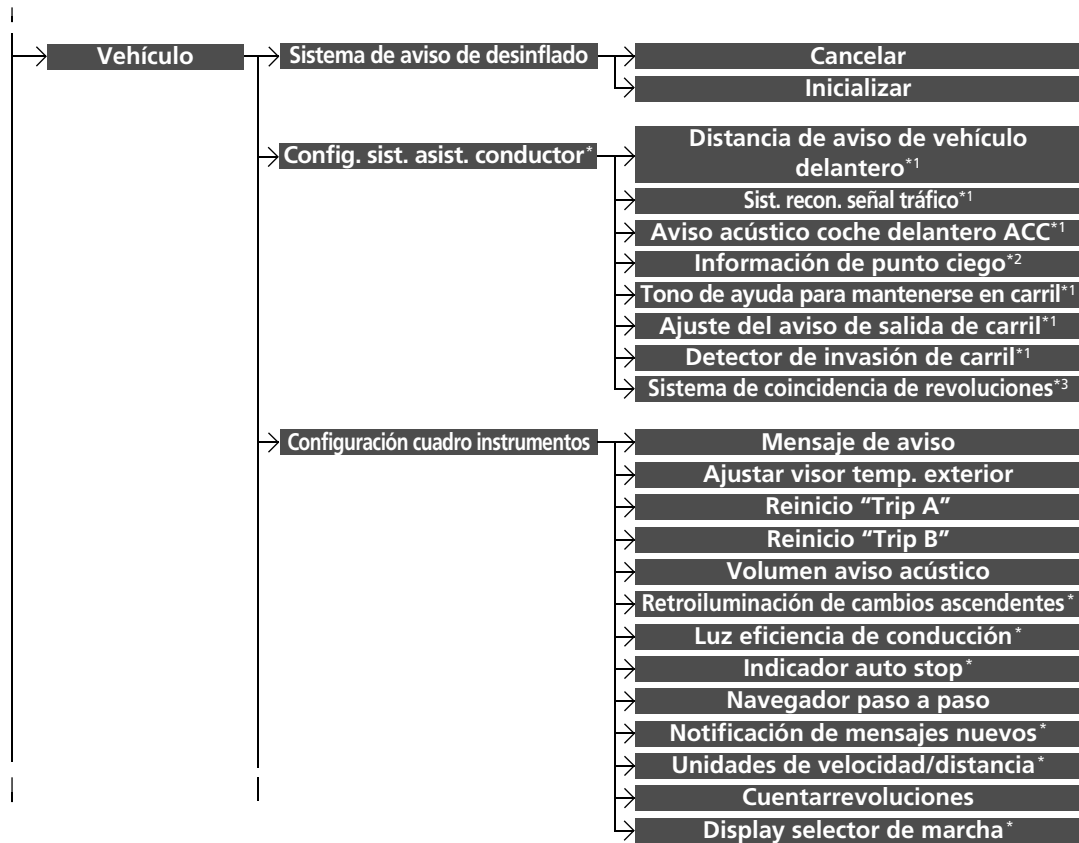 Vehículo
Sistema de aviso de desinflado
Cancelar
Inicializar
Config. sist. asist. conductor*
Distancia de aviso de vehículo
delantero*1
Sist. recon. señal tráfico*1
Aviso acústico coche delantero ACC*1
Información de punto ciego*2
Tono de ayuda para mantenerse en carril*1
Ajuste del aviso de salida de carril*1
Detector de invasión de carril*1
Sistema de coincidencia de revoluciones*3
Configuración cuadro instrumentos
Mensaje de aviso
Ajustar visor temp. exterior
Reinicio “Trip A”
Reinicio “Trip B”
Volumen aviso acústico
Retroiluminación de cambios ascendentes*
Luz eficiencia de conducción*
Indicador auto stop*
Navegador paso a paso
Notificación de mensajes nuevos*
Unidades de velocidad/distancia*
Cuentarrevoluciones
Display selector de marcha*